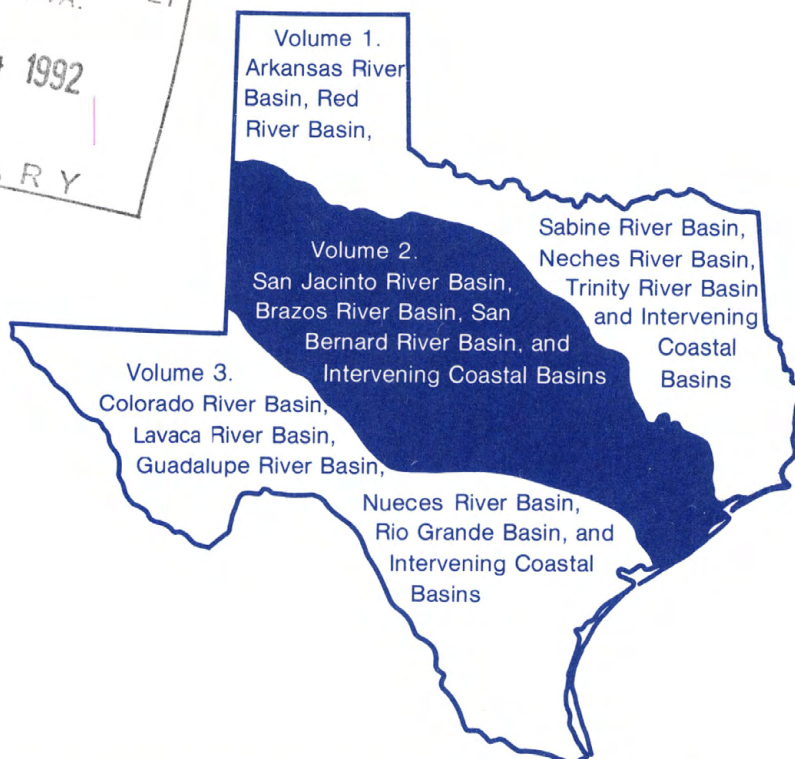 1992
RY
Volume 1.
Arkansas River
Basin, Red
River Basin,
Sabine River Basin,
Neches River Basin,
Trinity River Basin
and Intervening
Coastal
Basins
Volume 2.
San Jacinto River Basin,
Brazos River Basin, San
Bernard River Basin, and
Intervening Coastal Basins
Volume 3.
Colorado River Basin,
Lavaca River Basin,
Guadalupe River Basin,
Nueces River Basin,
Rio Grande Basin, and
Intervening Coastal
Basins